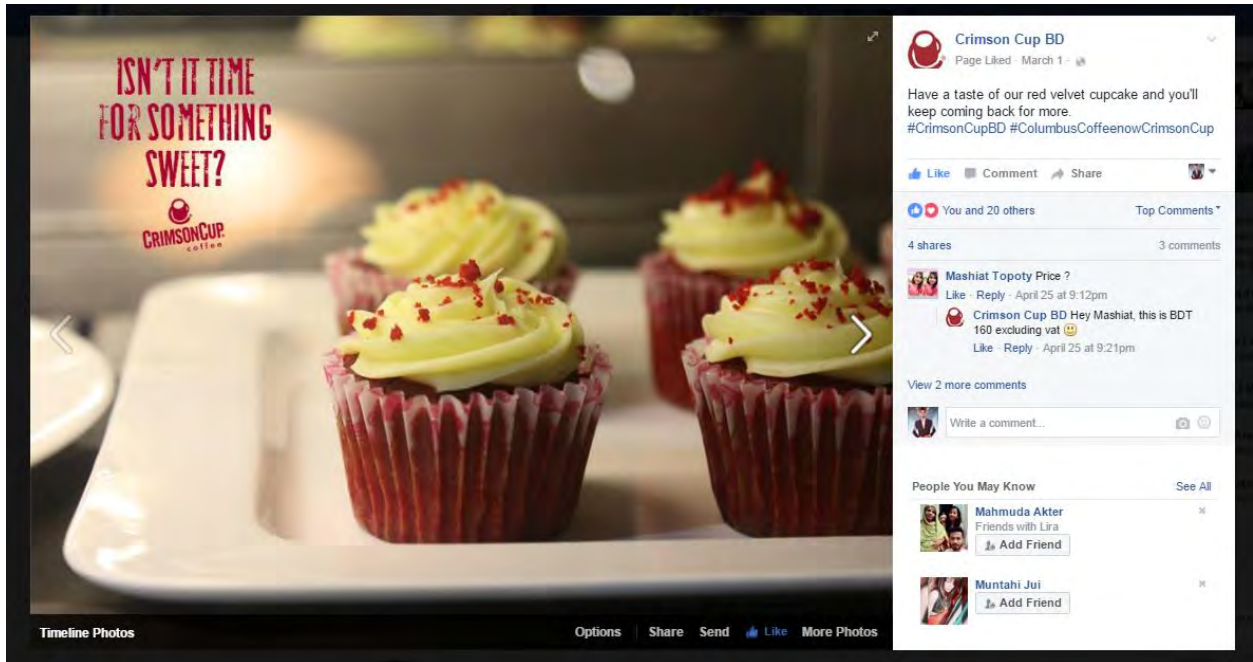 ISN'T IT TIME
FOR SOMETHING
SWEET?
CRIMSONCUP
coffee
Timeline Photos
Options Share Send Like More Photos
Crimson Cup BD
Page Liked · March 1 ·
Have a taste of our red velvet cupcake and you'll
keep coming back for more.
#CrimsonCupBD #ColumbusCoffeenowCrimsonCup
Like Comment Share
You and 20 others Top Comments
4 shares 3 comments
Mashiat Topoty Price ?
Like · Reply · April 25 at 9:12pm
Crimson Cup BD Hey Mashiat, this is BDT
160 excluding vat
Like · Reply · April 25 at 9:21pm
View 2 more comments
Write a comment...
People You May Know See All
Mahmuda Akter
Friends with Lira
Add Friend
Muntahi Jui
Add Friend